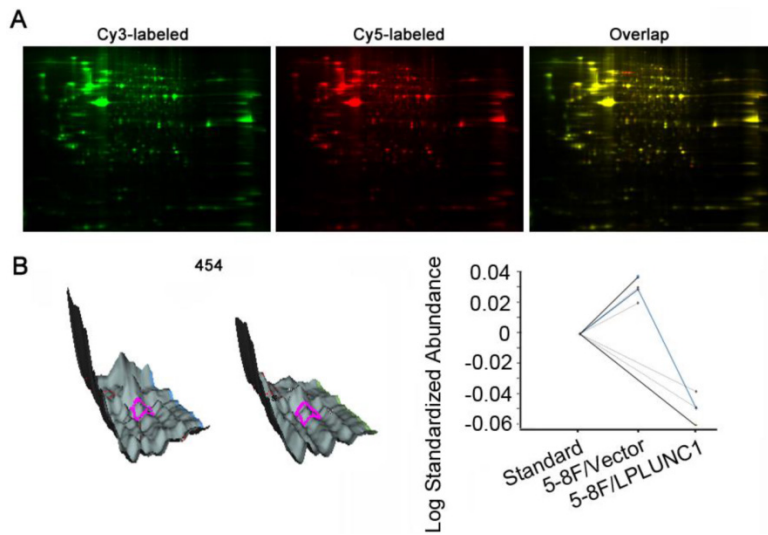 A
Cy3-labeled
Cy5-labeled
Overlap
B
454
Log Standardized Abundance
0.04
0.02
0
-0.02
-0.04
-0.06
Standard
5-8F/Vector
5-8F/LPLUNC1